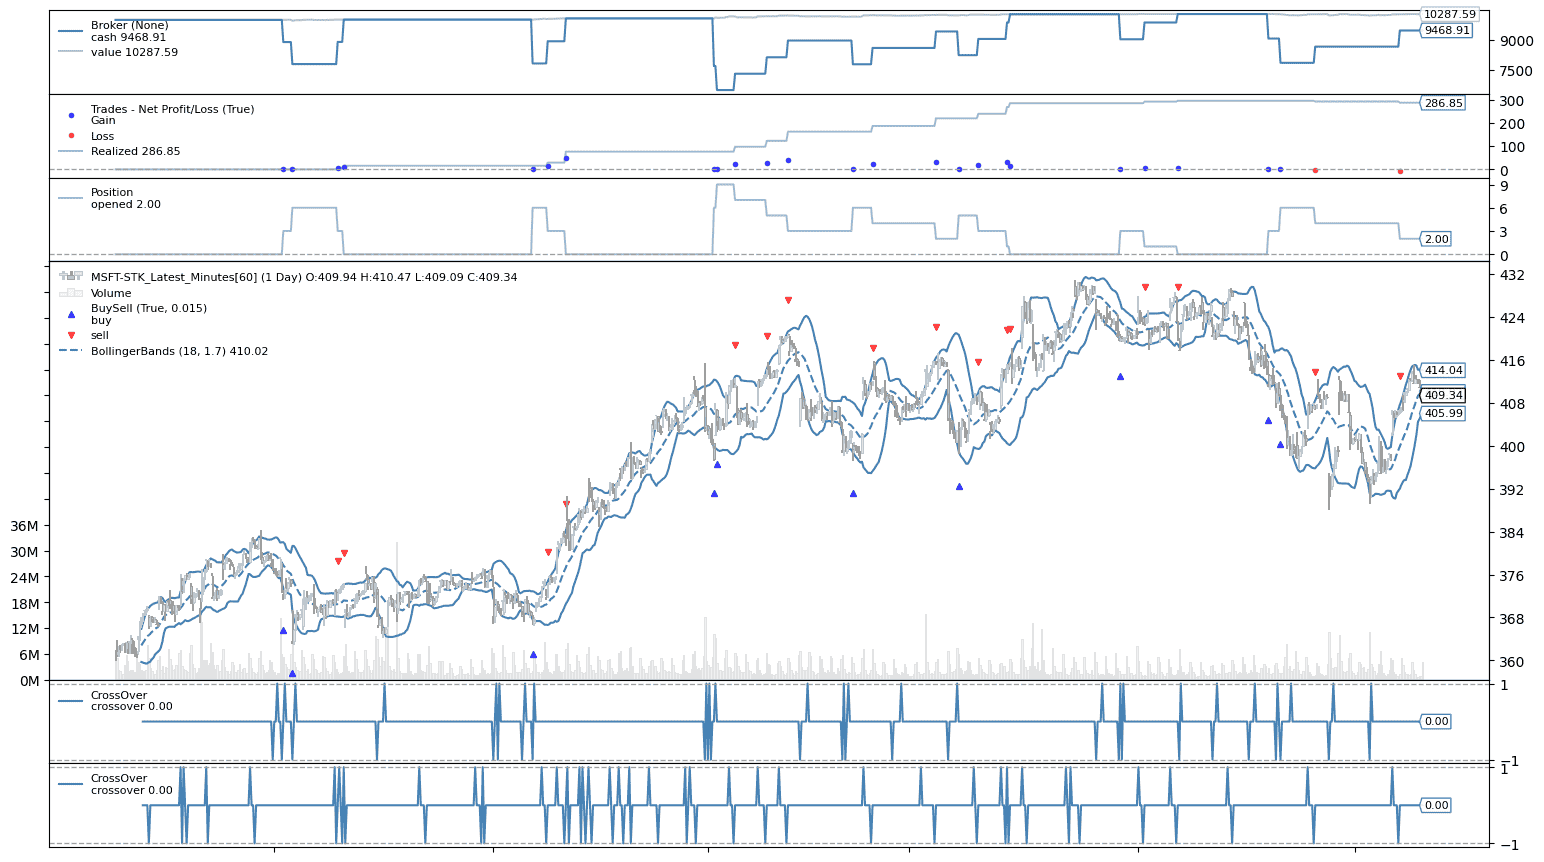 Broker (None)
cash 9468.91
value 10287.59
10287.59
9468.91
9000
7500
Trades - Net Profit/Loss (True)
Gain
Loss
Realized 286.85
300
286.85
200
100
0
Position
opened 2.00
9
6
3
2.00
0
MSFT-STK_Latest_Minutes[60] (1 Day) O:409.94 H:410.47 L:409.09 C:409.34
Volume
BuySell (True, 0.015)
buy
sell
BollingerBands (18, 1.7) 410.02
432
424
416
414.04
409.34
408
405.99
400
392
384
376
368
360
36M
30M
24M
18M
12M
6M
0M
CrossOver
crossover 0.00
1
0.00
−1
CrossOver
crossover 0.00
1
0.00
−1